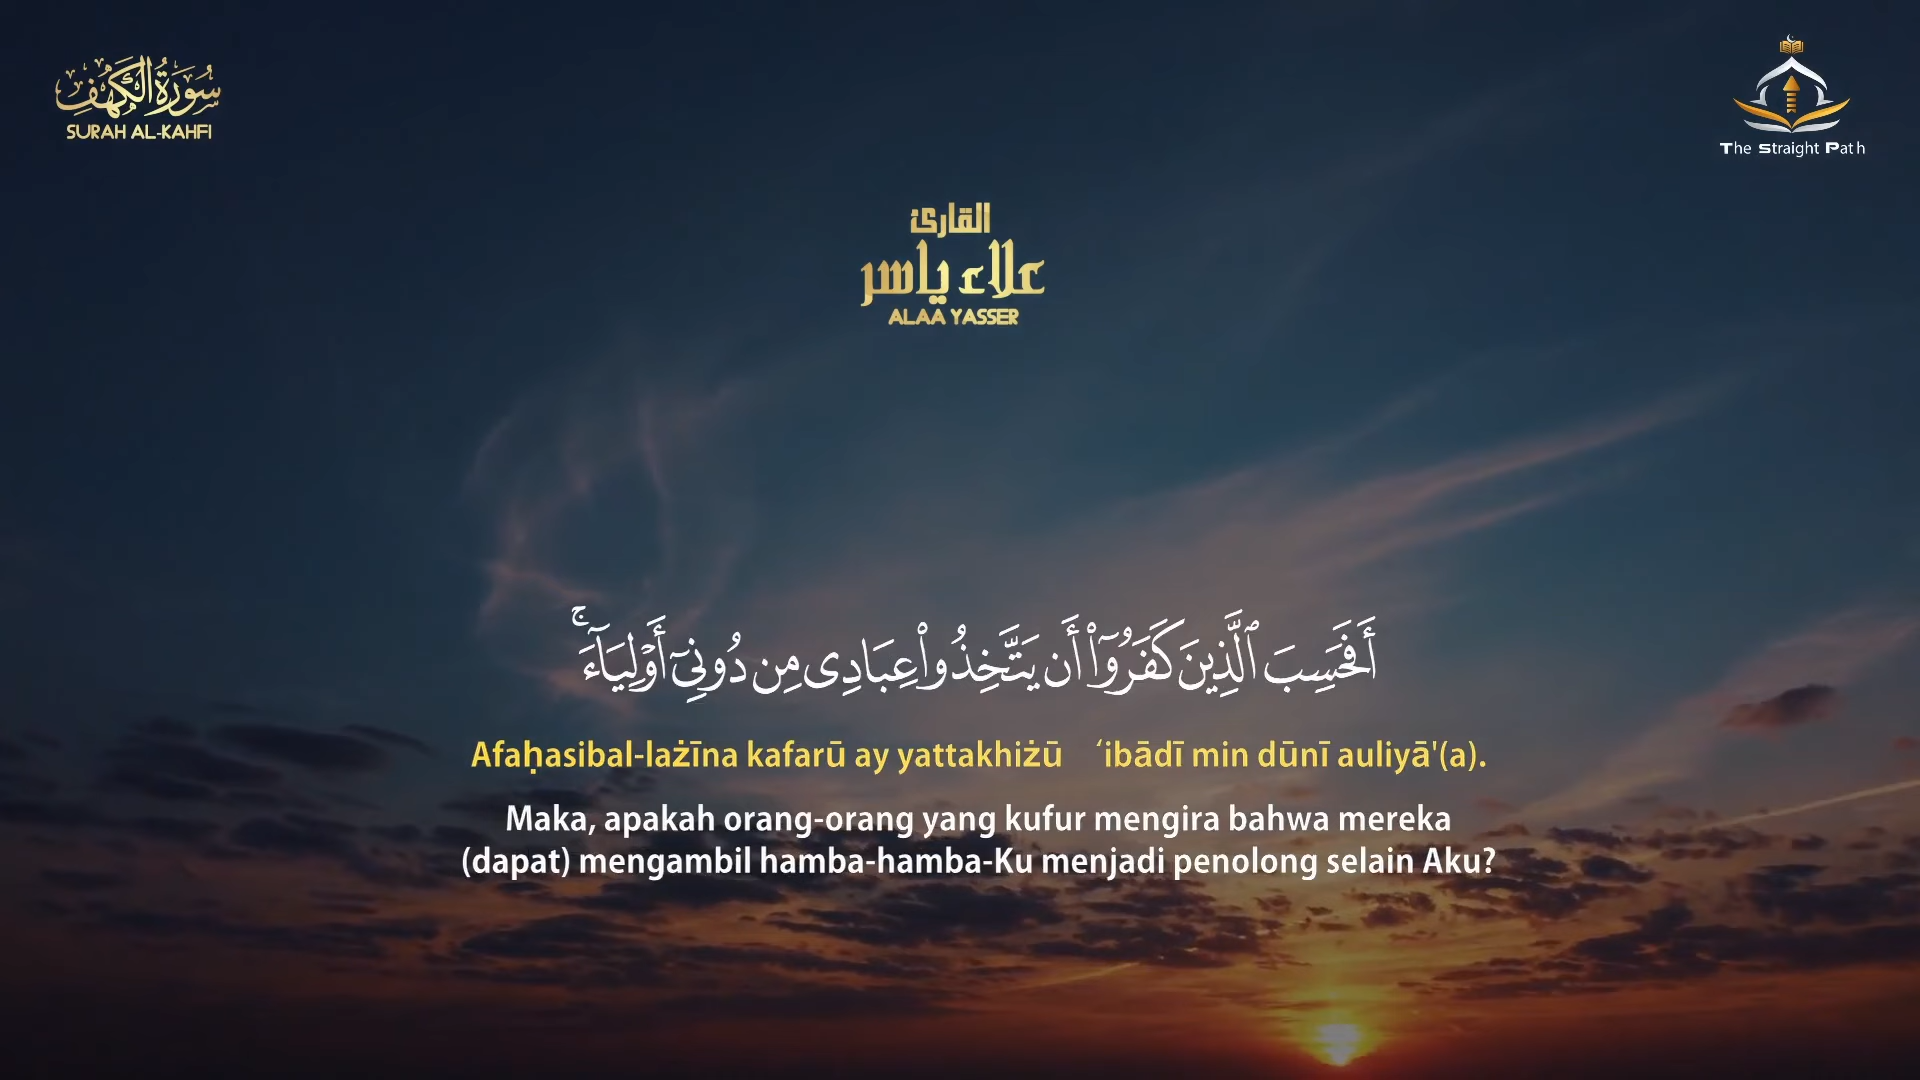 سُورَةُ الْكَهْفِ
SURAH AL-KAHFI
The Straight Path
القارئ
علاء ياسر
ALAA YASSER
أَفَحَسِبَ ٱلَّذِينَ كَفَرُوٓا۟ أَن يَتَّخِذُوا۟ عِبَادِى مِن دُونِىٓ أَوْلِيَآءَ ۚ
Afaḥasibal-lażīna kafarū ay yattakhiżū ‘ibādī min dūnī auliyā'(a).
Maka, apakah orang-orang yang kufur mengira bahwa mereka
(dapat) mengambil hamba-hamba-Ku menjadi penolong selain Aku?